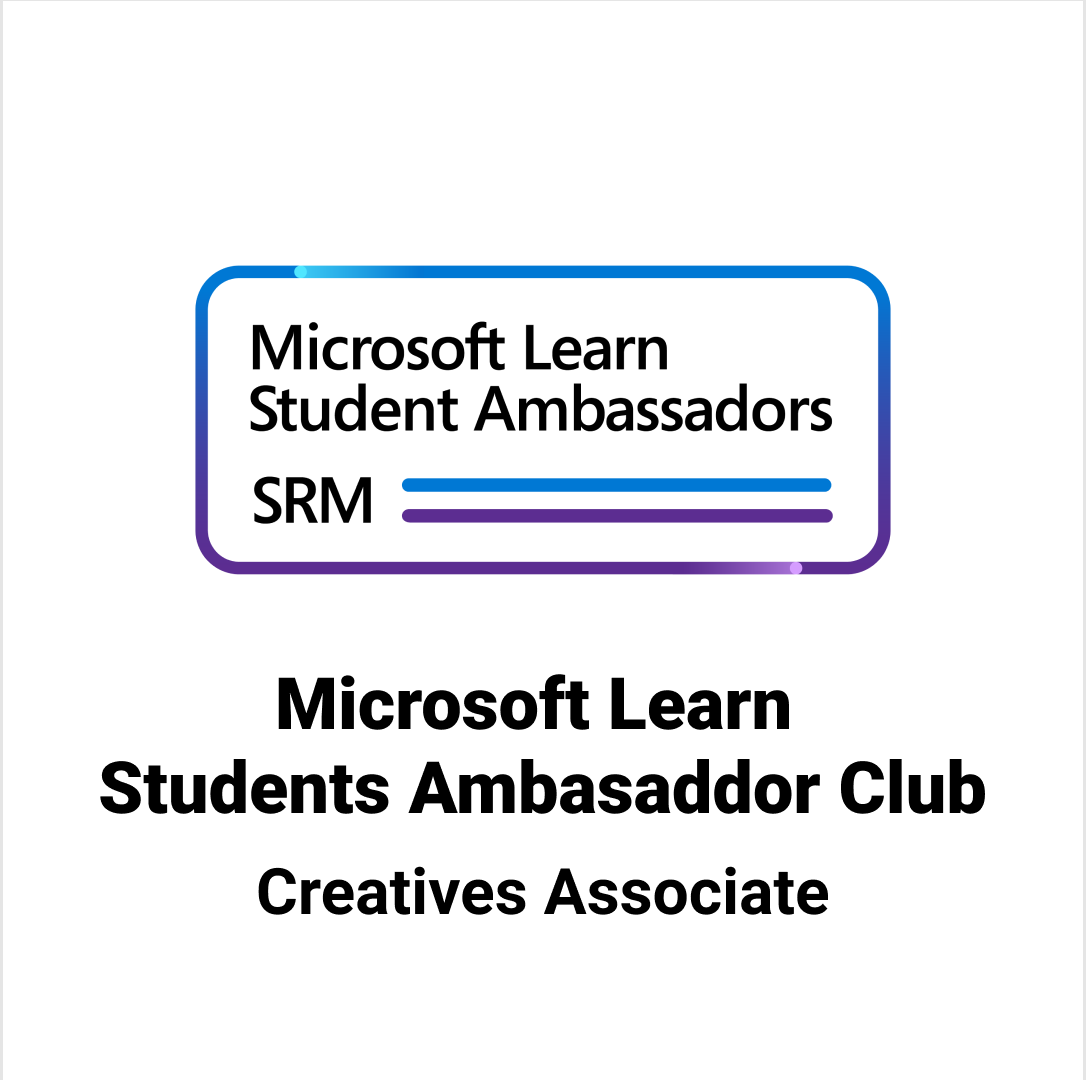 Microsoft Learn
Student Ambassadors
SRM
Microsoft Learn
Students Ambasaddor Club
Creatives Associate